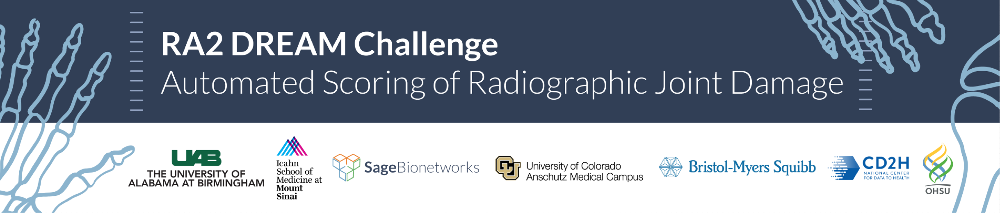 RA2 DREAM Challenge
Automated Scoring of Radiographic Joint Damage
UAB
THE UNIVERSITY OF
ALABAMA AT BIRMINGHAM
Icahn
School of
Medicine at
Mount
Sinai
SageBionetworks
CU
University of Colorado
Anschutz Medical Campus
Bristol-Myers Squibb
CD2H
NATIONAL CENTER
FOR DATA TO HEALTH
OHSU